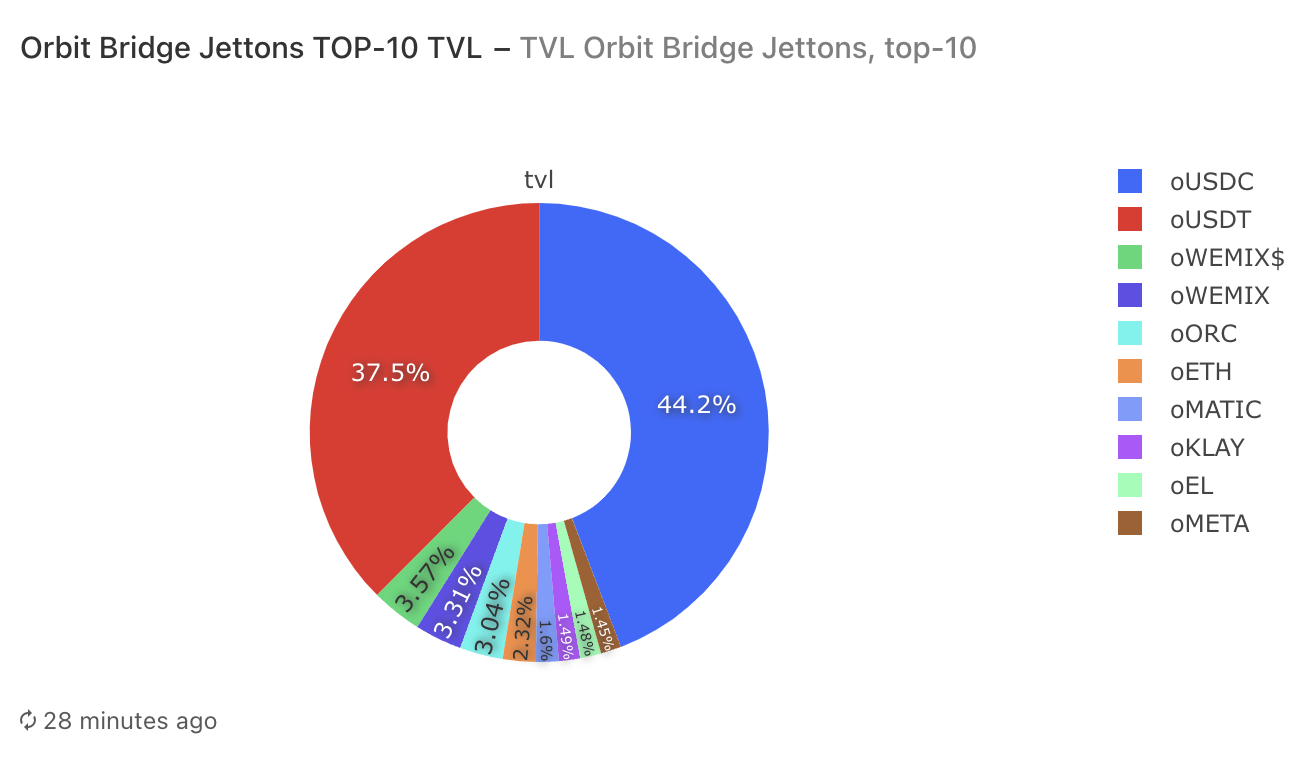 Orbit Bridge Jettons TOP-10 TVL – TVL Orbit Bridge Jettons, top-10
tvl
44.2%
37.5%
3.57%
3.31%
3.04%
2.32%
1.6%
1.49%
1.48%
1.45%
oUSDC
oUSDT
oWEMIX$
oWEMIX
oORC
oETH
oMATIC
oKLAY
oEL
oMETA
28 minutes ago